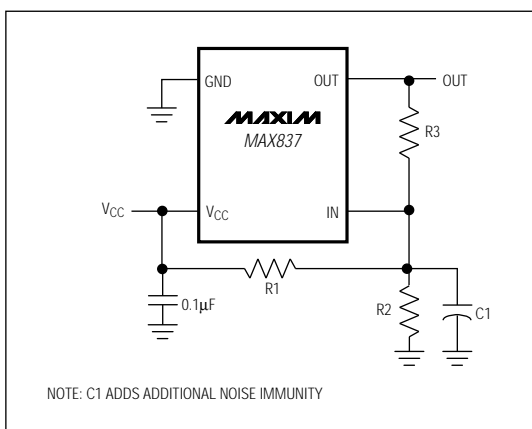 GND
OUT
OUT
MAXIM
MAX837
R3
VCC
VCC
IN
R1
0.1µF
R2
C1
NOTE: C1 ADDS ADDITIONAL NOISE IMMUNITY